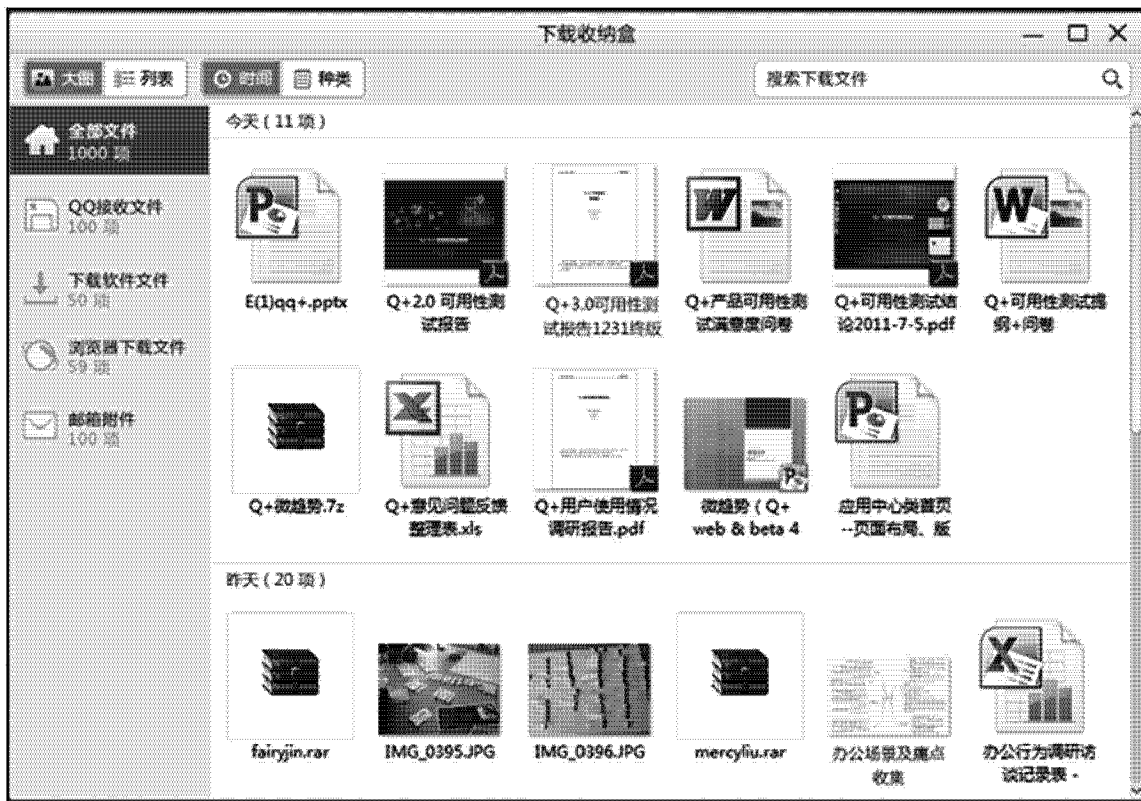 下载收纳盒
大图 列表 时间 种类 搜索下载文件
全部文件
1000 项
QQ接收文件
100 项
下载软件文件
50 项
浏览器下载文件
59 项
邮箱附件
100 项
今天 ( 11 项 )
E(1)qq+.pptx
Q+2.0 可用性测
试报告
Q+3.0可用性测
试报告1231终版
Q+产品可用性测
试满意度问卷
Q+可用性测试结
论2011-7-5.pdf
Q+可用性测试提
纲+问卷
Q+微趋势.7z
Q+意见问题反馈
整理表.xls
Q+用户使用情况
调研报告.pdf
微趋势 ( Q+
web & beta 4
应用中心类首页
--页面布局、版
昨天 ( 20 项 )
fairyjin.rar
IMG_0395.JPG
IMG_0396.JPG
mercyliu.rar
办公场景及痛点
收集
办公行为调研访
谈记录表 -